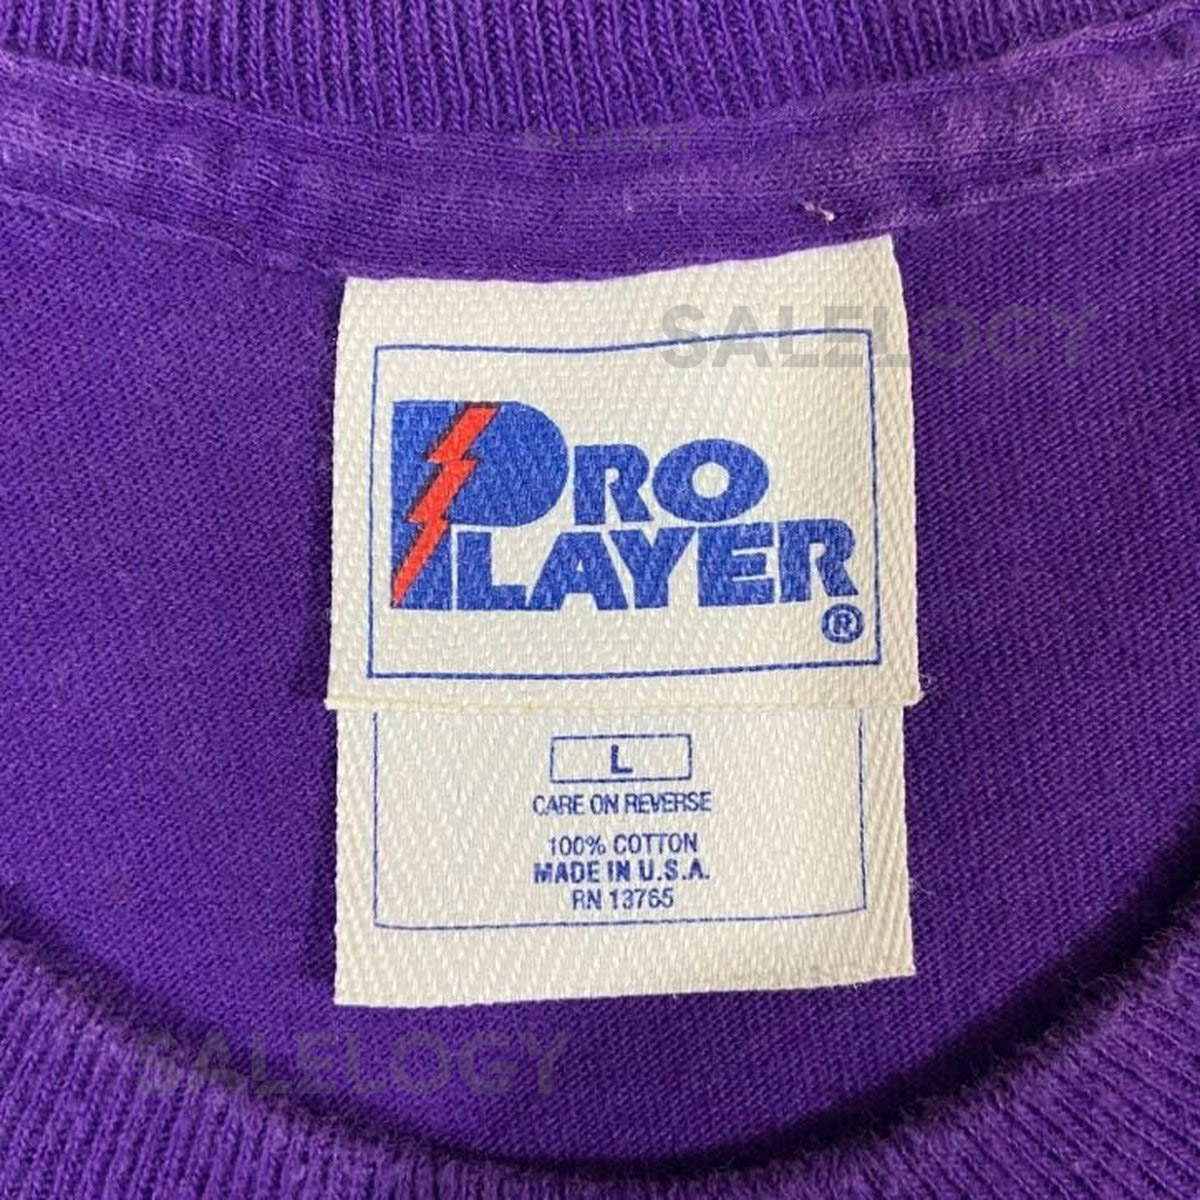 SALELOGY
SALELOGY
PRO
PLAYER
®
L
CARE ON REVERSE
100% COTTON
MADE IN U.S.A.
RN 13765
SALELOGY